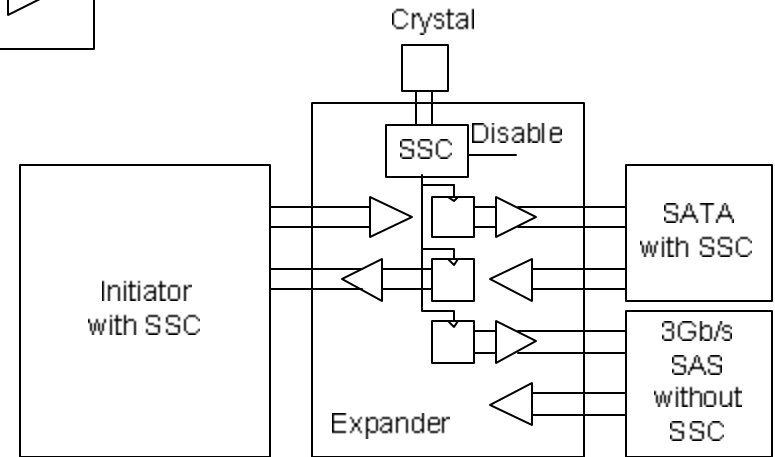 Crystal
SSC
Disable
Initiator
with SSC
SATA
with SSC
3Gb/s
SAS
without
SSC
Expander